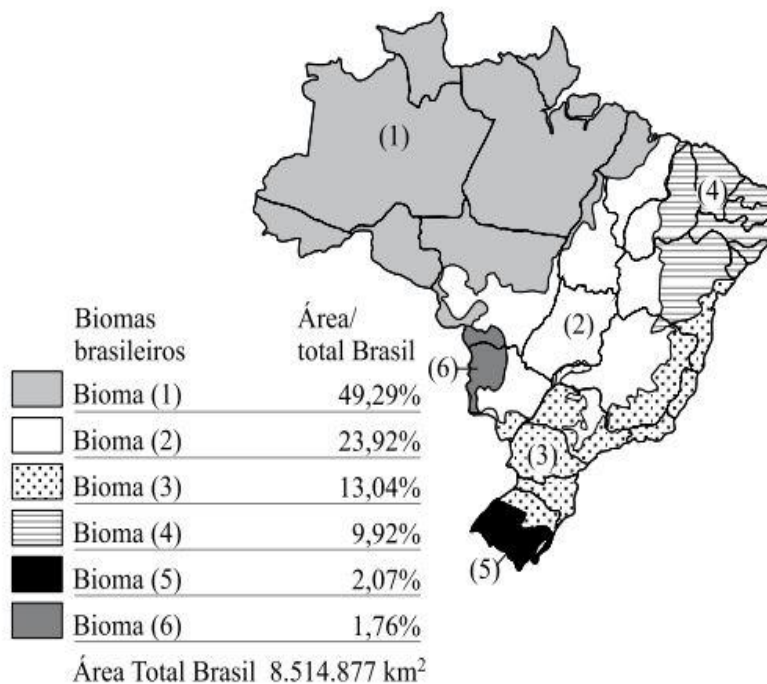 (1)
(4)
(2)
(6)
(3)
(5)
Biomas brasileiros Área/ total Brasil
Bioma (1) 49,29%
Bioma (2) 23,92%
Bioma (3) 13,04%
Bioma (4) 9,92%
Bioma (5) 2,07%
Bioma (6) 1,76%
Área Total Brasil 8.514.877 km²